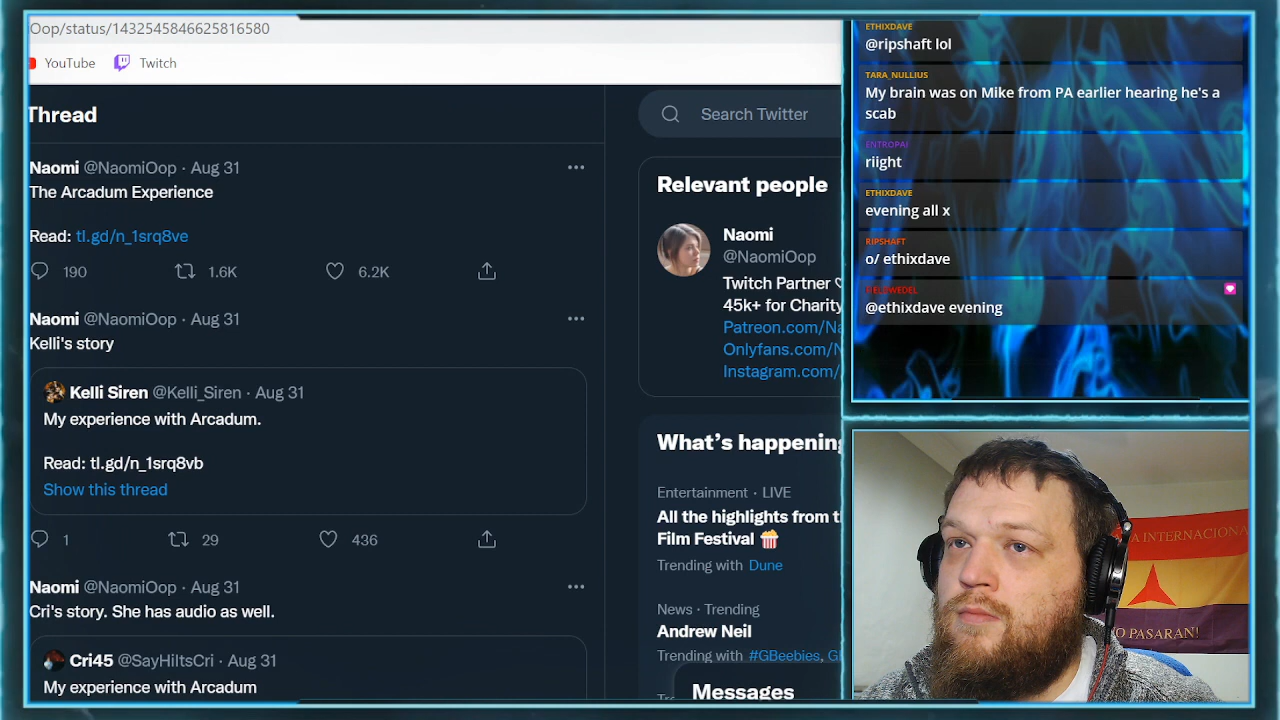 Oop/status/1432545846625816580
YouTube
Twitch
Thread
Search Twitter
Naomi @NaomiOop · Aug 31
The Arcadum Experience
Read: tl.gd/n_1srq8ve
190
1.6K
6.2K
Naomi @NaomiOop · Aug 31
Kelli's story
Kelli Siren @Kelli_Siren · Aug 31
My experience with Arcadum.
Read: tl.gd/n_1srq8vb
Show this thread
1
29
436
Naomi @NaomiOop · Aug 31
Cri's story. She has audio as well.
Cri45 @SayHiltsCri · Aug 31
My experience with Arcadum
Relevant people
Naomi
@NaomiOop
Twitch Partner
45k+ for Charity
Patreon.com/Na
Onlyfans.com/N
Instagram.com/
What's happening
Entertainment · LIVE
All the highlights from t
Film Festival
Trending with Dune
News · Trending
Andrew Neil
Trending with #GBeebies, G
Messages
ETHIXDAVE
@ripshaft lol
TARA_NULLIUS
My brain was on Mike from PA earlier hearing he's a
scab
ENTROPAI
riight
ETHIXDAVE
evening all x
RIPSHAFT
o/ ethixdave
@ethixdave evening
A INTERNACIONA
O PASARAN!